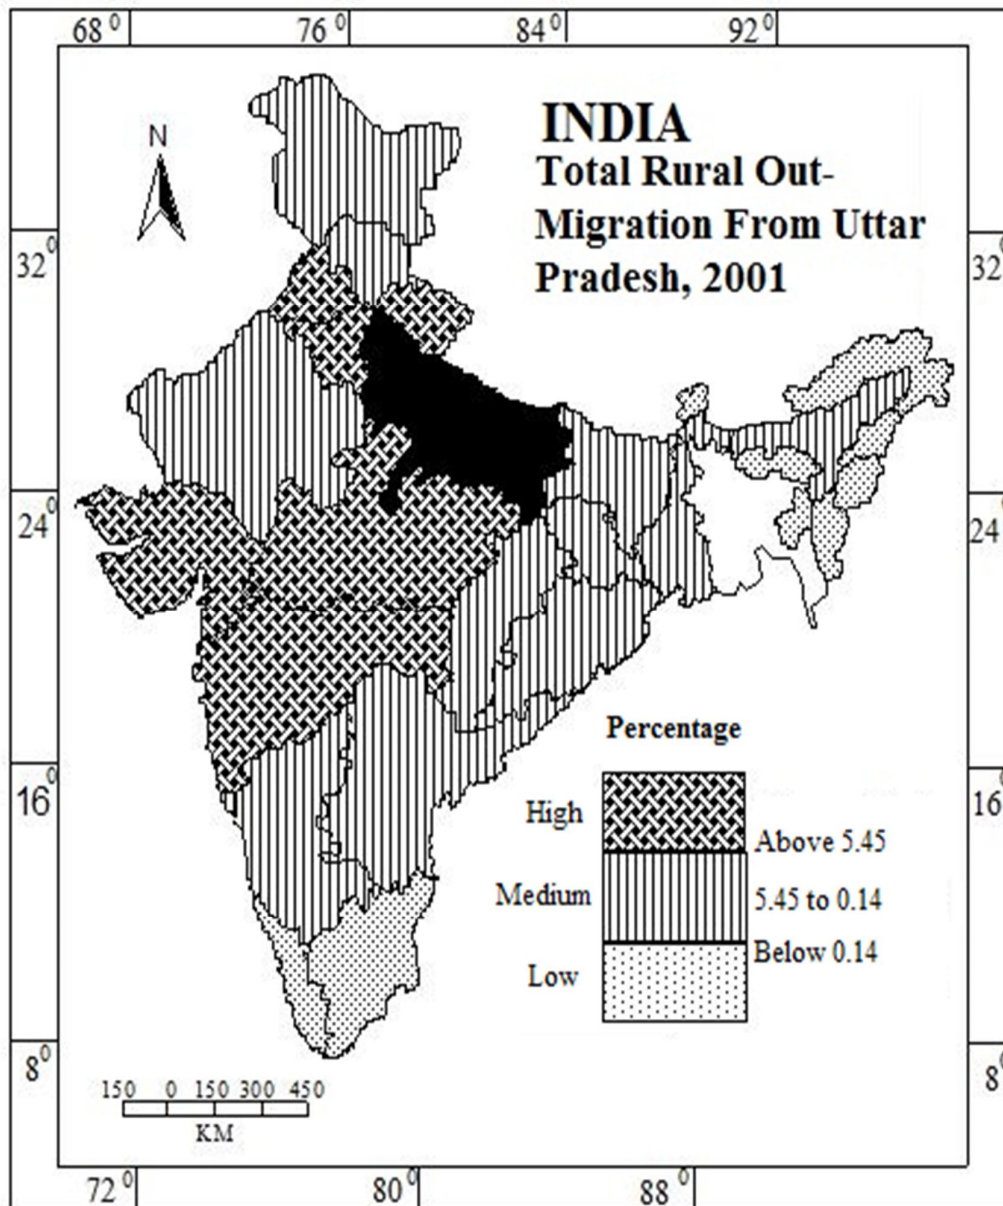 68⁰ 76⁰ 84⁰ 92⁰
N
INDIA
Total Rural Out-
Migration From Uttar
Pradesh, 2001
32⁰ 32⁰
24⁰ 24⁰
Percentage
16⁰ 16⁰
High
Above 5.45
Medium 5.45 to 0.14
Below 0.14
Low
8⁰ 8⁰
150 0 150 300 450
KM
72⁰ 80⁰ 88⁰